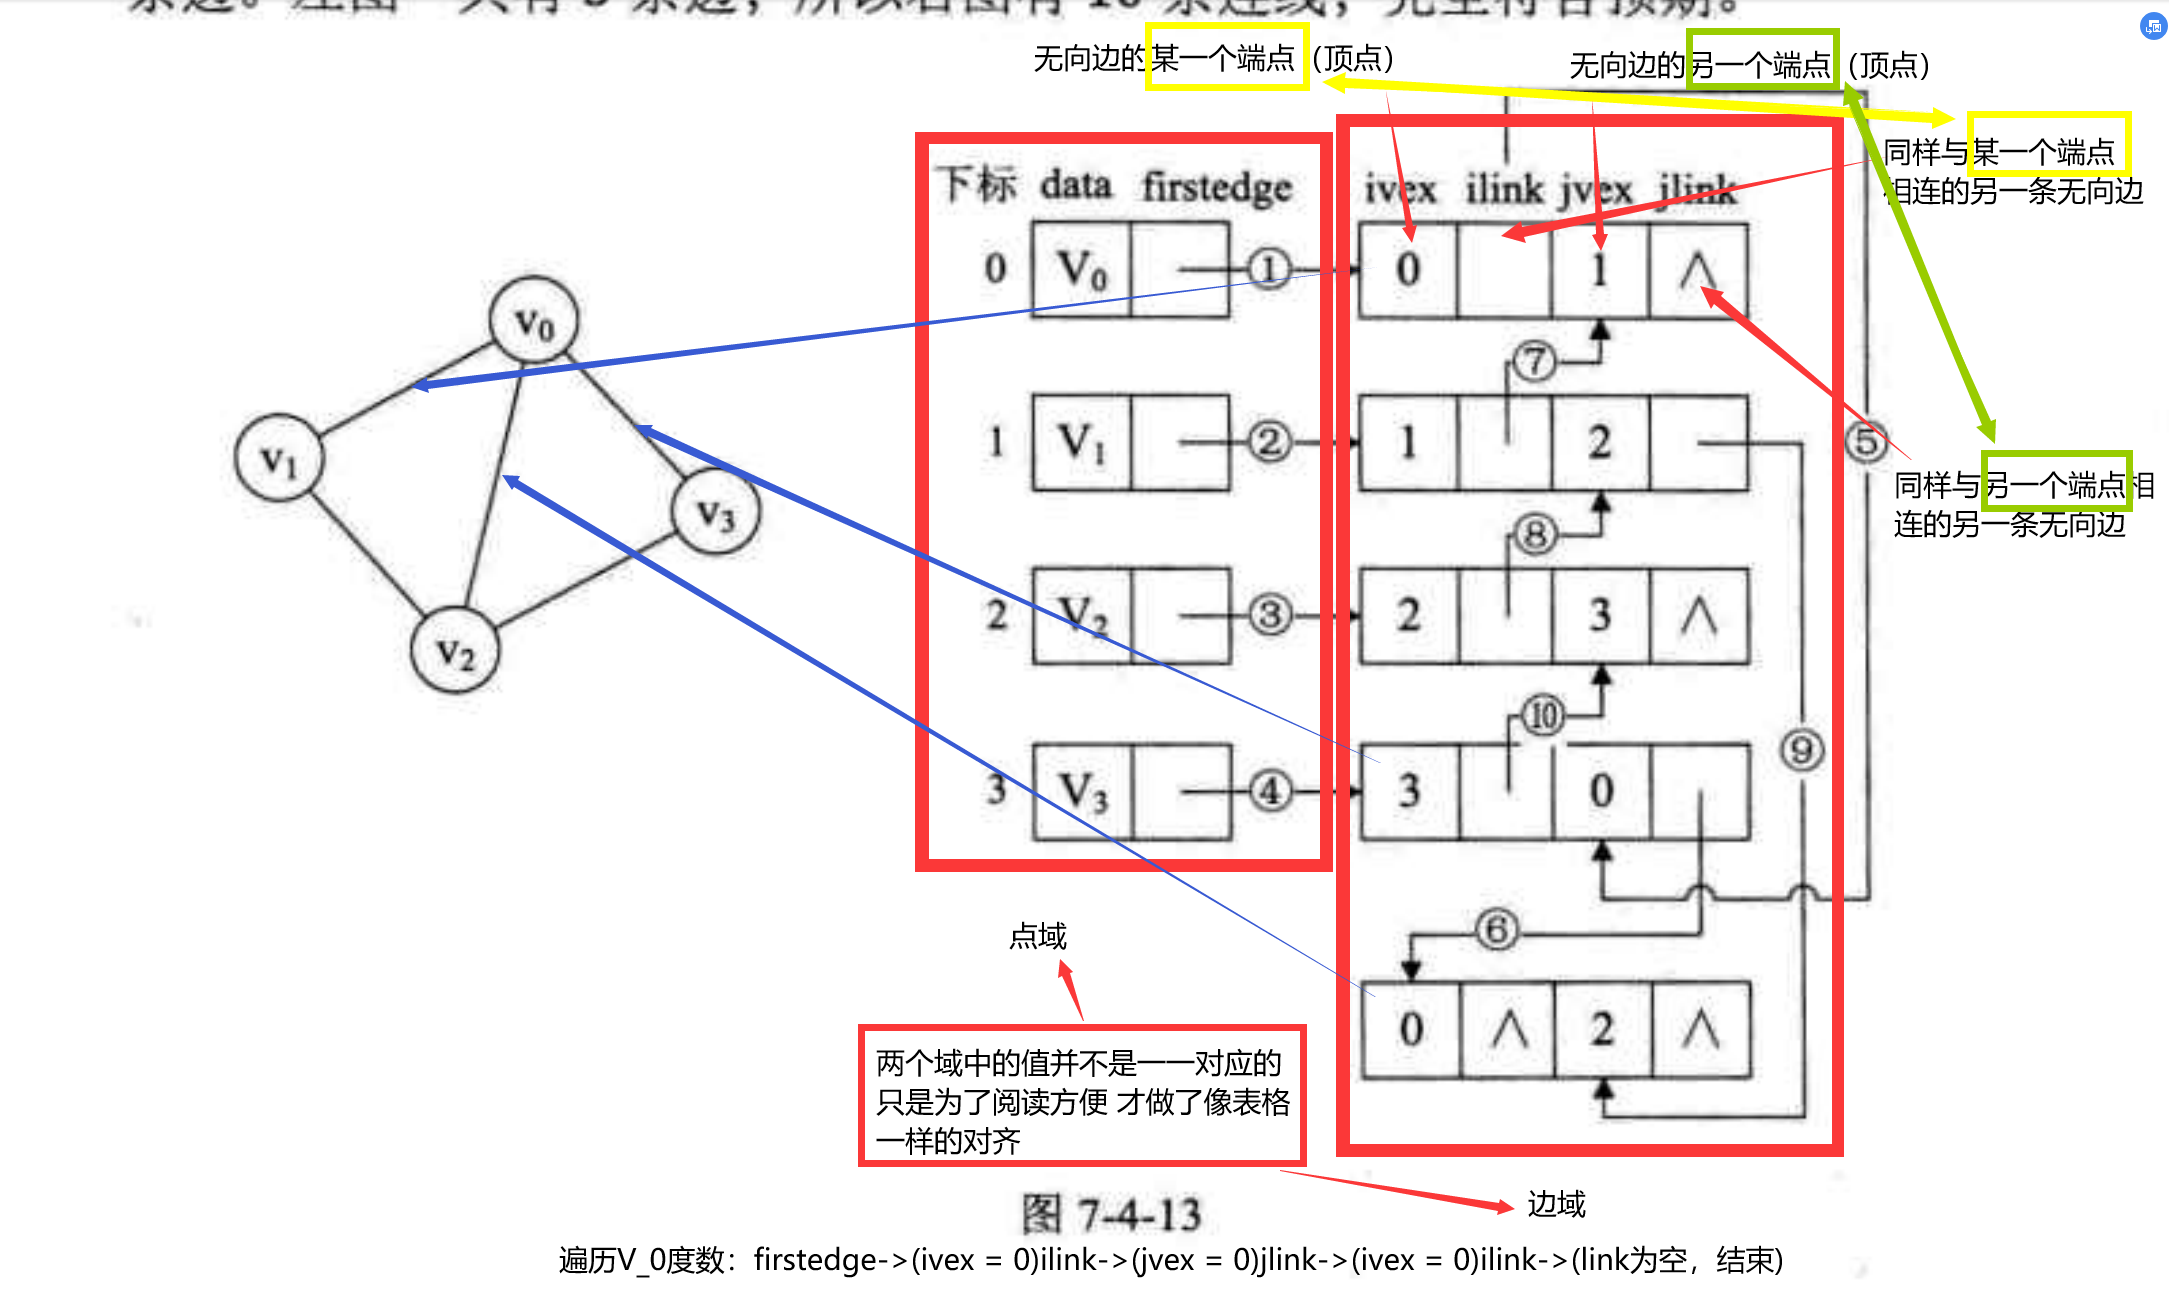 无向边的某一个端点（顶点）
无向边的另一个端点（顶点）
同样与某一个端点
相连的另一条无向边
下标 data firstedge
ivex ilink jvex jlink
0 V0 ① 0 1 ∧
v0
⑦
1 V1 ② 1 2
⑤
v1
同样与另一个端点相
连的另一条无向边
v3
⑧
2 V2 ③ 2 3 ∧
v2
⑩
⑨
3 V3 ④ 3 0
⑥
点域
0 ∧ 2 ∧
两个域中的值并不是一一对应的
只是为了阅读方便 才做了像表格
一样的对齐
边域
图 7-4-13
遍历V_0度数：firstedge->(ivex = 0)ilink->(jvex = 0)jlink->(ivex = 0)ilink->(link为空，结束)